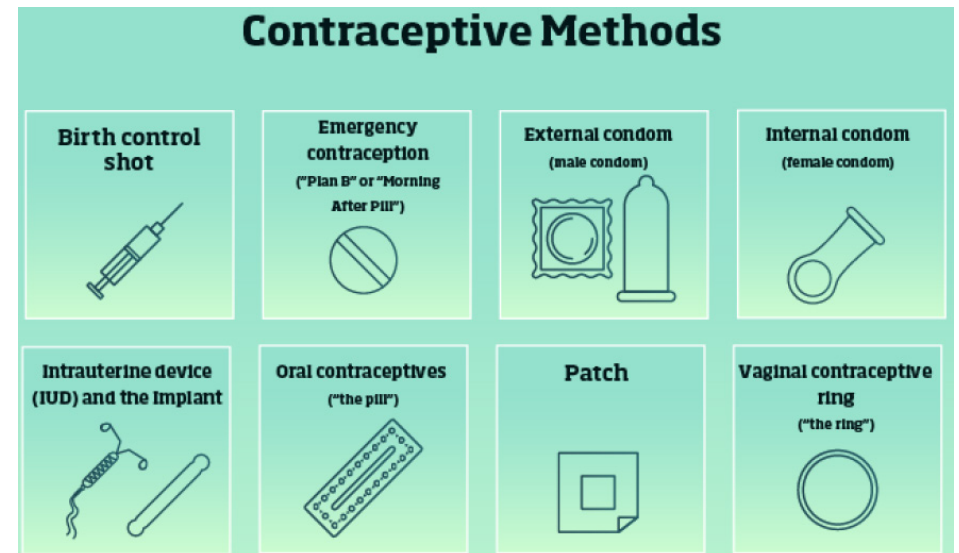 Contraceptive Methods
Birth control
shot
Emergency
contraception
("Plan B" or "Morning
After Pill")
External condom
(male condom)
Internal condom
(female condom)
Intrauterine device
(IUD) and the Implant
Oral contraceptives
("the pill")
Patch
Vaginal contraceptive
ring
("the ring")